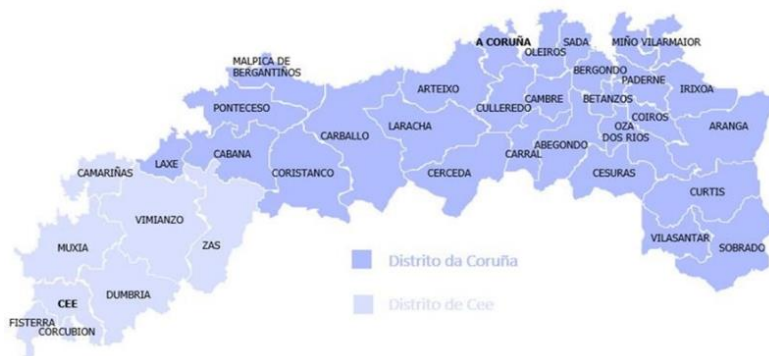 A CORUÑA
SADA
OLEIROS
MIÑO VILARMAIOR
MALPICA DE
BERGANTIÑOS
BERGONDO
PADERNE
ARTEIXO
IRIXOA
PONTECESO
CULLEREDO
CAMBRE
BETANZOS
COIROS
CARBALLO
LARACHA
OZA
DOS RIOS
ARANGA
ABEGONDO
LAXE
CABANA
CARRAL
CAMARIÑAS
CORISTANCO
CERCEDA
CESURAS
CURTIS
VIMIANZO
MUXIA
ZAS
VILASANTAR
SOBRADO
Distrito da Coruña
DUMBRIA
CEE
Distrito de Cee
FISTERRA
CORCUBION